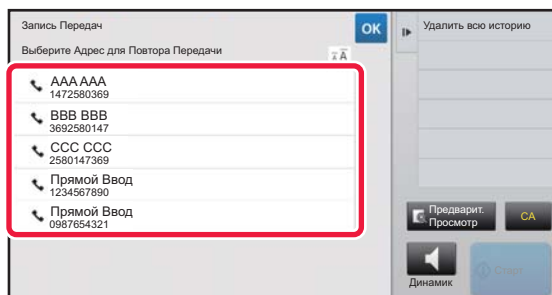 Запись Передач
OK
Удалить всю историю
Выберите Адрес для Повтора Передачи
A A
AAA AAA
1472580369
BBB BBB
3692580147
CCC CCC
2580147369
Прямой Ввод
1234567890
Прямой Ввод
0987654321
Предварит.
Просмотр
CA
Динамик
Старт